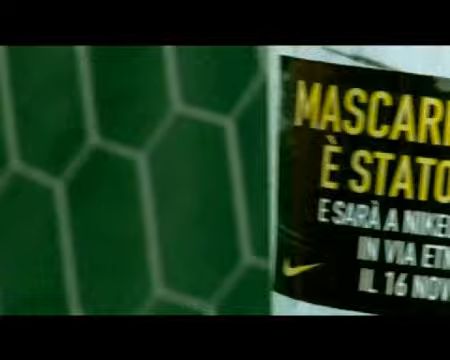 MASCAR
È STATO
E SARÀ A NIKE
IN VIA ETN
IL 16 NOV